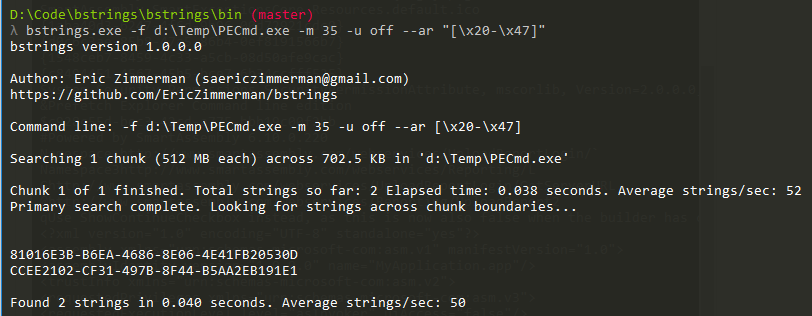 D:\Code\bstrings\bstrings\bin (master)
λ bstrings.exe -f d:\Temp\PECmd.exe -m 35 -u off --ar "[\x20-\x47]"
bstrings version 1.0.0.0
Author: Eric Zimmerman (saericzimmerman@gmail.com)
https://github.com/EricZimmerman/bstrings
Command line: -f d:\Temp\PECmd.exe -m 35 -u off --ar [\x20-\x47]
Searching 1 chunk (512 MB each) across 702.5 KB in 'd:\Temp\PECmd.exe'
Chunk 1 of 1 finished. Total strings so far: 2 Elapsed time: 0.038 seconds. Average strings/sec: 52
Primary search complete. Looking for strings across chunk boundaries...
81016E3B-B6EA-4686-8E06-4E41FB20530D
CCEE2102-CF31-497B-8F44-B5AA2EB191E1
Found 2 strings in 0.040 seconds. Average strings/sec: 50